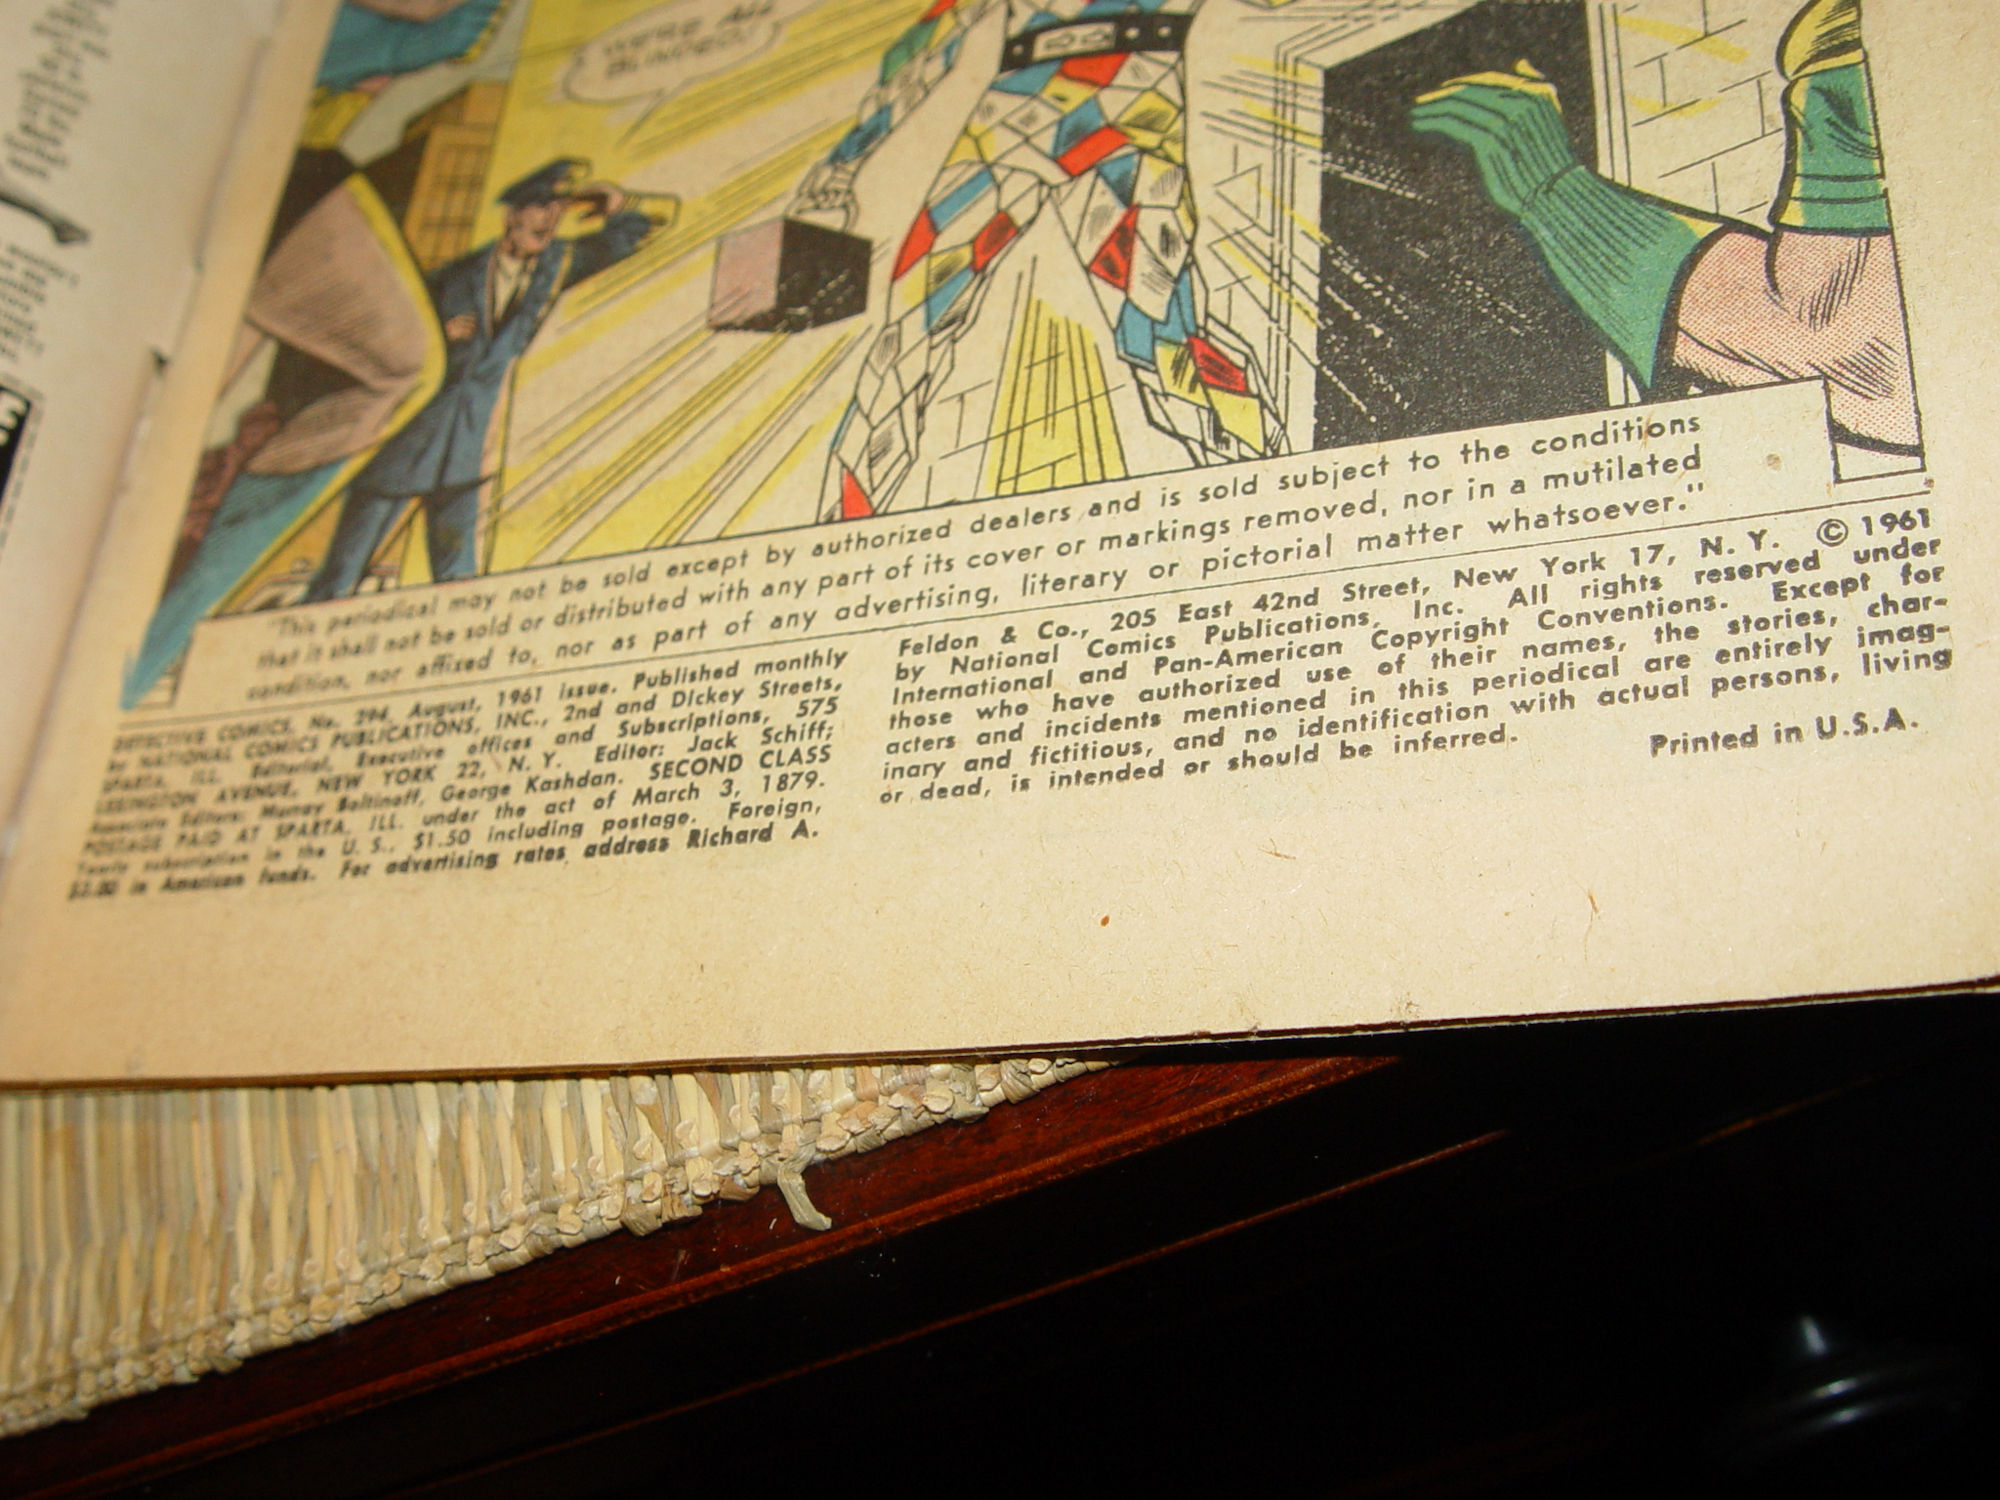 WE'RE ALL
BLINDED!
"This periodical may not be sold except by authorized dealers and is sold subject to the conditions
that it shall not be sold or distributed with any part of its cover or markings removed, nor in a mutilated
condition, nor affixed to, nor as part of any advertising, literary or pictorial matter whatsoever."
DETECTIVE COMICS, No. 294, August, 1961 issue. Published monthly
by NATIONAL COMICS PUBLICATIONS, INC., 2nd and Dickey Streets,
SPARTA, ILL. Editorial, Executive offices and Subscriptions, 575
LEXINGTON AVENUE, NEW YORK 22, N. Y. Editor: Jack Schiff;
Associate Editors: Murray Boltinoff, George Kashdan. SECOND CLASS
POSTAGE PAID AT SPARTA, ILL. under the act of March 3, 1879.
Yearly subscription in the U. S., $1.50 including postage. Foreign,
in American funds. For advertising rates address Richard A.
Feldon & Co., 205 East 42nd Street, New York 17, N. Y. © 1961
by National Comics Publications, Inc. All rights reserved under
International and Pan-American Copyright Conventions. Except for
those who have authorized use of their names, the stories, char-
acters and incidents mentioned in this periodical are entirely imag-
inary and fictitious, and no identification with actual persons, living
or dead, is intended or should be inferred.
Printed in U.S.A.